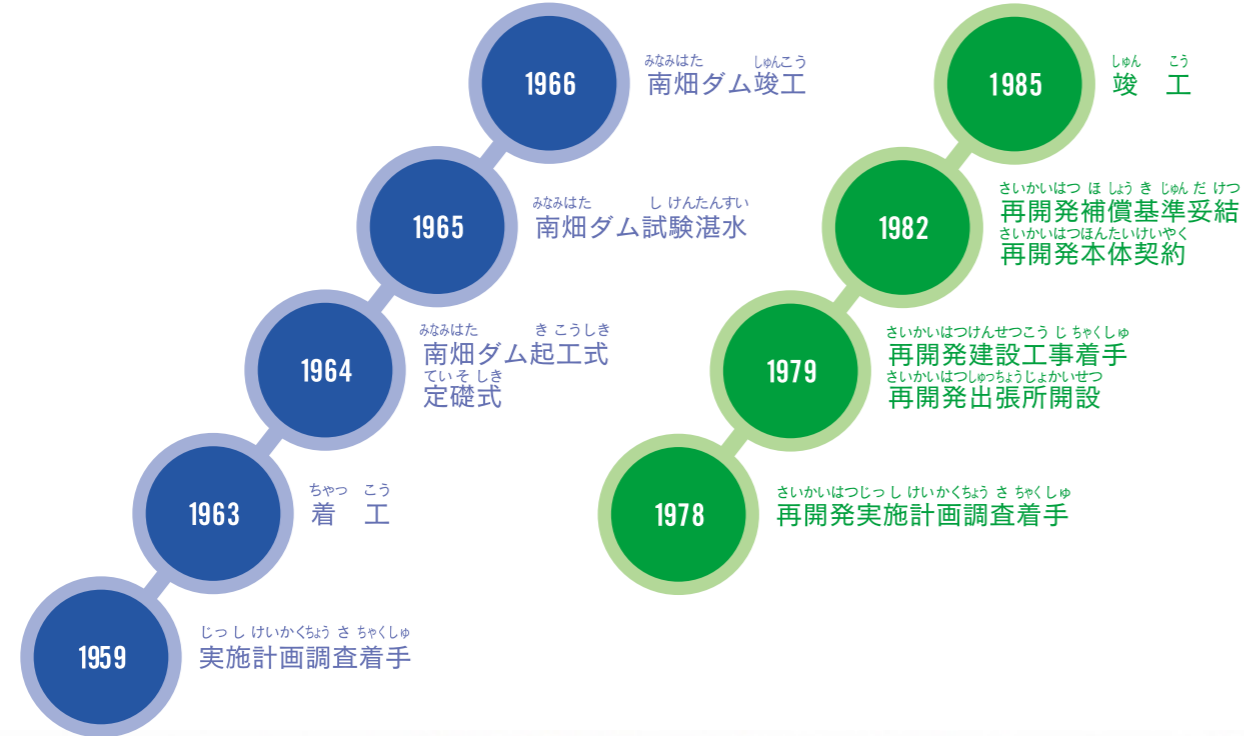 1966
みなみはた しゅんこう
南畑ダム竣工
1965
みなみはた しけんたんすい
南畑ダム試験湛水
1964
みなみはた きこうしき
南畑ダム起工式
ていそしき
定礎式
1963
ちゃっ こう
着 工
1959
じっしけいかくちょうさちゃくしゅ
実施計画調査着手
1985
しゅん こう
竣 工
1982
さいかいはつほしょうきじゅんだけつ
再開発補償基準妥結
さいかいはつほんたいけいやく
再開発本体契約
1979
さいかいはつけんせつこうじちゃくしゅ
再開発建設工事着手
さいかいはつしゅっちょうじょかいせつ
再開発出張所開設
1978
さいかいはつじっしけいかくちょうさちゃくしゅ
再開発実施計画調査着手